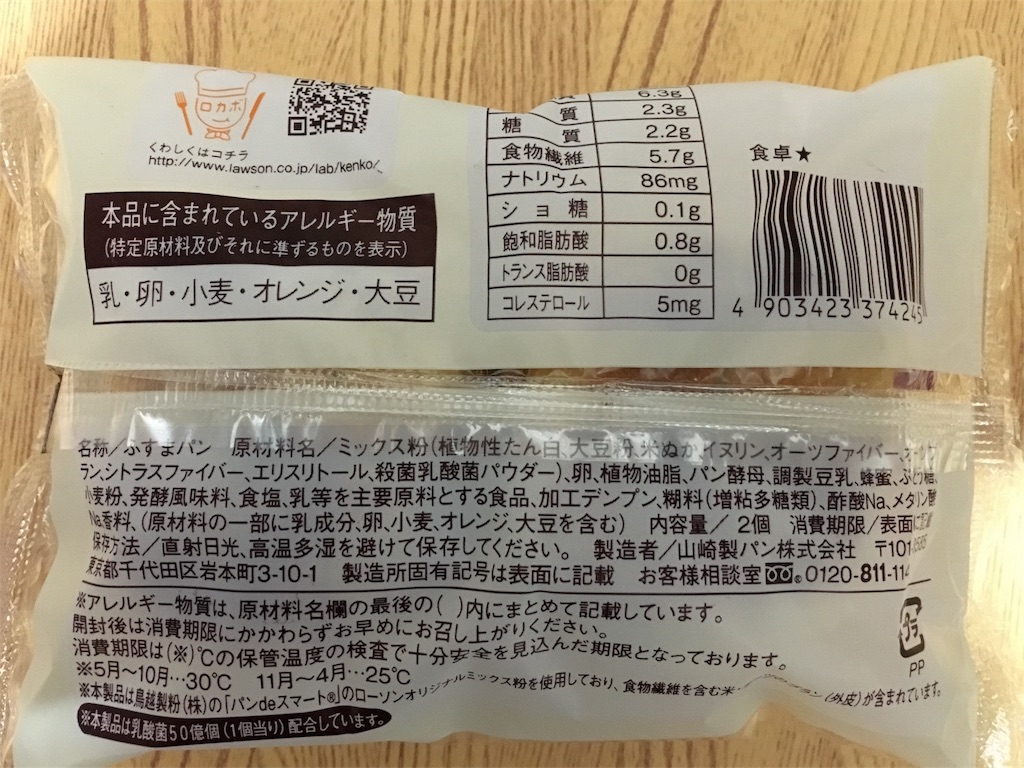 ロカボ
くわしくはコチラ
http://www.lawson.co.jp/lab/kenko/
本品に含まれているアレルギー物質
(特定原材料及びそれに準ずるものを表示)
乳・卵・小麦・オレンジ・大豆
6.3g
糖質 2.3g
糖質 2.2g
食物繊維 5.7g
ナトリウム 86mg
ショ糖 0.1g
飽和脂肪酸 0.8g
トランス脂肪酸 0g
コレステロール 5mg
食卓★
4 903423 374245
名称/ふすまパン 原材料名/ミックス粉(植物性たん白、大豆粉、米ぬか、イヌリン、オーツファイバー、
ラン、シトラスファイバー、エリスリトール、殺菌乳酸菌パウダー)、卵、植物油脂、パン酵母、調製豆乳、蜂蜜、ぶどう糖、
小麦粉、発酵風味料、食塩、乳等を主要原料とする食品、加工デンプン、糊料(増粘多糖類)、酢酸Na、メタリン酸
Na、香料、(原材料の一部に乳成分、卵、小麦、オレンジ、大豆を含む) 内容量/2個 消費期限/表面に記載
保存方法/直射日光、高温多湿を避けて保存してください。 製造者/山崎製パン株式会社 〒101
東京都千代田区岩本町3-10-1 製造所固有記号は表面に記載 お客様相談室 0120-811-114
※アレルギー物質は、原材料名欄の最後の( )内にまとめて記載しています。
開封後は消費期限にかかわらずお早めにお召し上がりください。
消費期限は(※)℃の保管温度の検査で十分安全を見込んだ期限となっております。
※5月～10月…30℃ 11月～4月…25℃
※本製品は鳥越製粉(株)の「パンdeスマート®」のローソンオリジナルミックス粉を使用しており、食物繊維を含む米 ラン(外皮)が含まれています。
※本製品は乳酸菌50億個(1個当り)配合しています。
PP